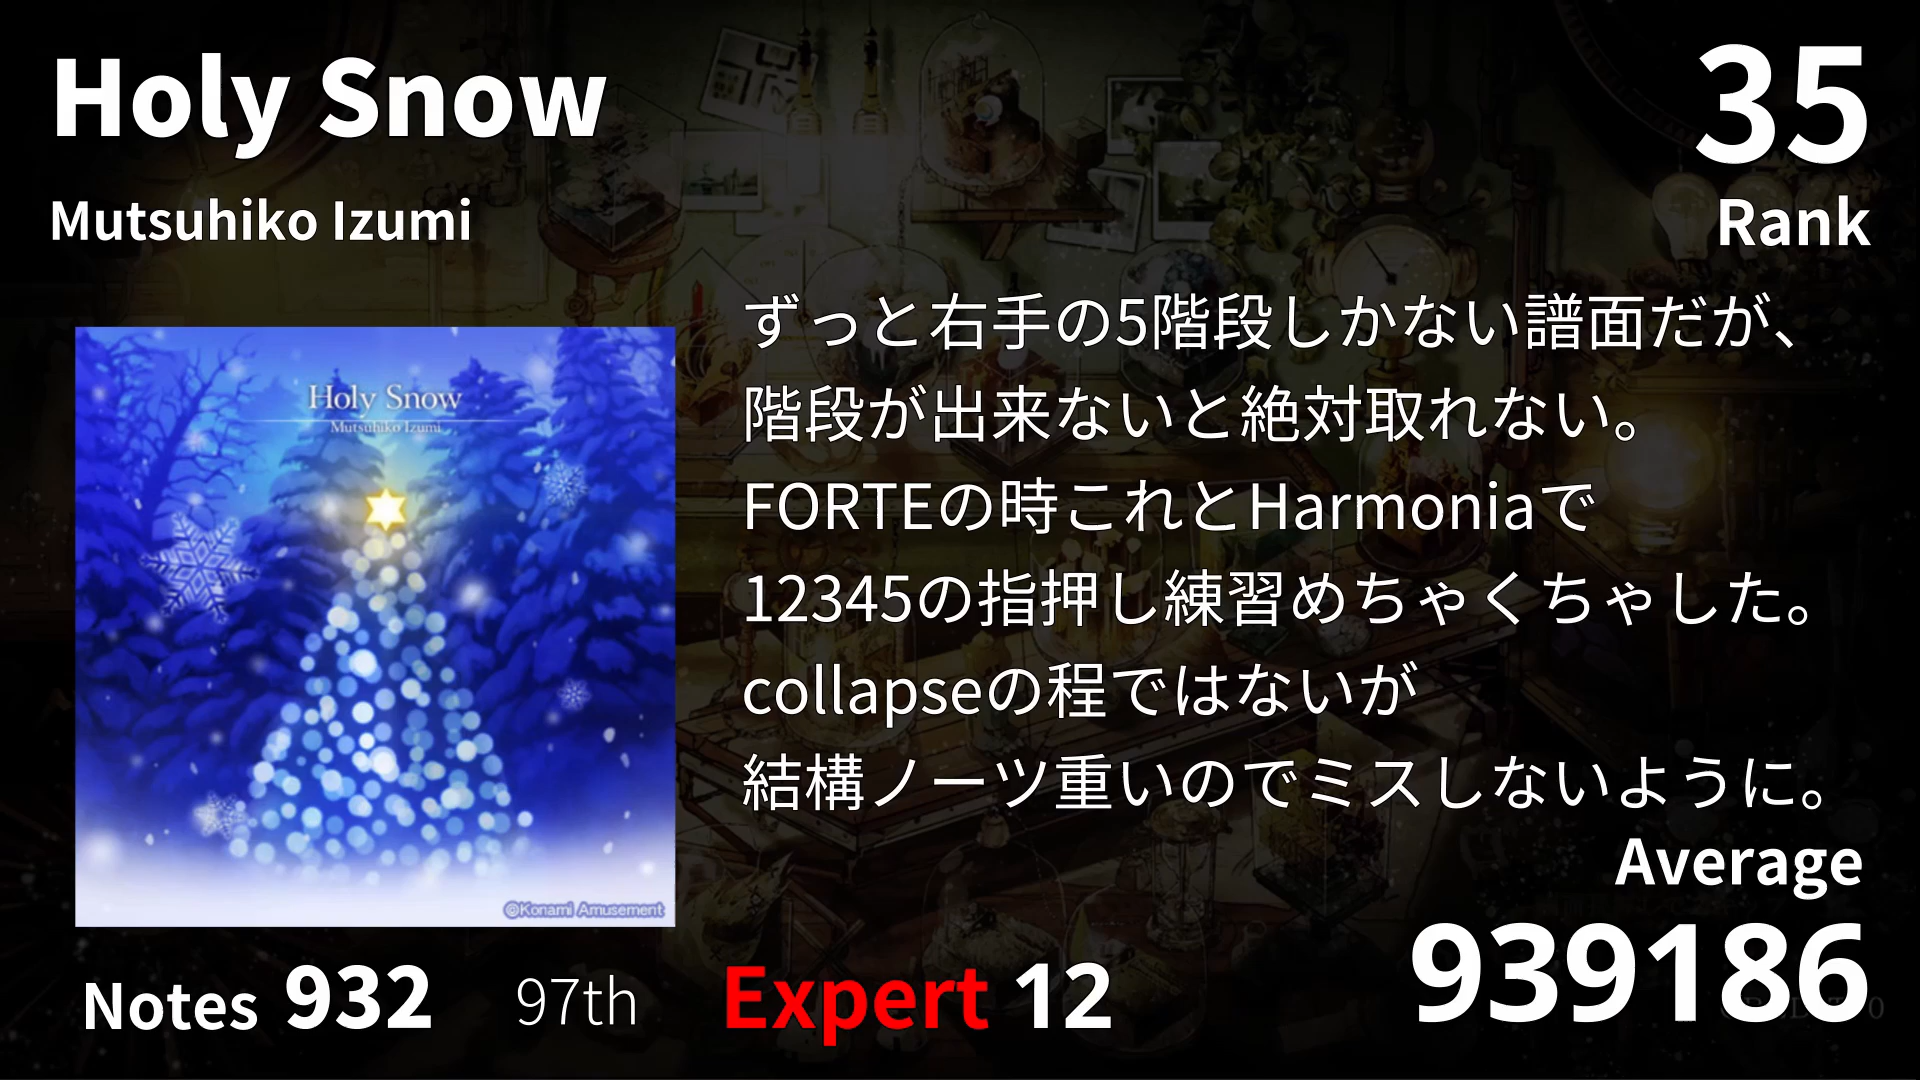 Holy Snow
Mutsuhiko Izumi
35
Rank
Holy Snow
Mutsuhiko Izumi
@Konami Amusement
ずっと右手の5階段しかない譜面だが、
階段が出来ないと絶対取れない。
FORTEの時これとHarmoniaで
12345の指押し練習めちゃくちゃした。
collapseの程ではないが
結構ノーツ重いのでミスしないように。
Average
939186
Notes 932
97th
Expert 12